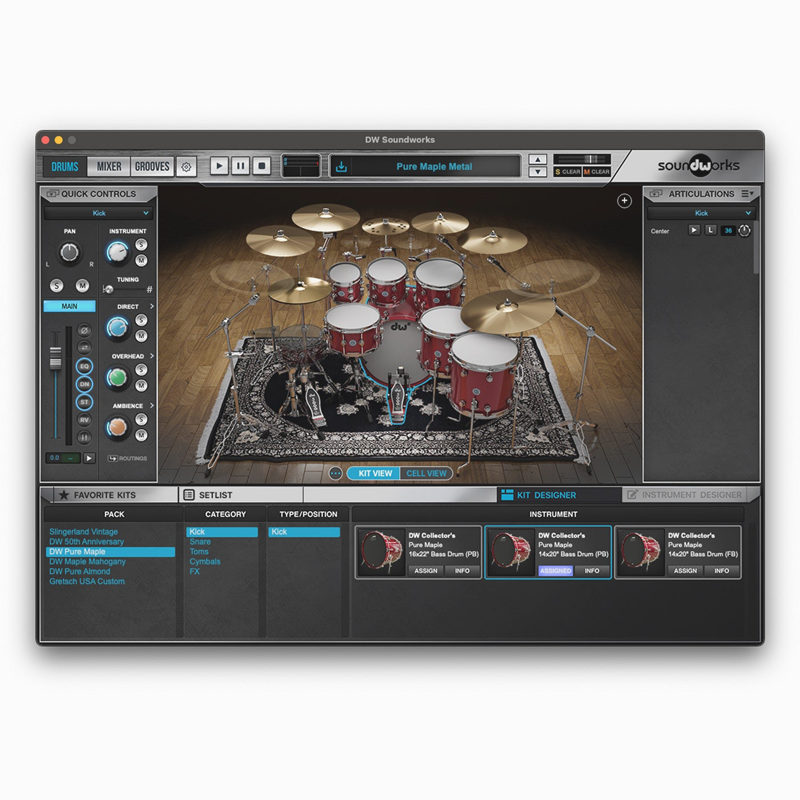 DW Soundworks
DRUMS
MIXER
GROOVES
Pure Maple Metal
S CLEAR M CLEAR
soundworks
QUICK CONTROLS
Kick
PAN
L R
S M
MAIN
EQ
DN
ST
RV
0.0
INSTRUMENT
S
M
TUNING
DIRECT
S
M
OVERHEAD
S
M
AMBIENCE
S
M
ROUTINGS
dw
KIT VIEW
CELL VIEW
ARTICULATIONS
Kick
Center
L
36
FAVORITE KITS
SETLIST
KIT DESIGNER
INSTRUMENT DESIGNER
PACK
Slingerland Vintage
DW 50th Anniversary
DW Pure Maple
DW Maple Mahogany
DW Pure Almond
Gretsch USA Custom
CATEGORY
Kick
Snare
Toms
Cymbals
FX
TYPE/POSITION
Kick
INSTRUMENT
DW Collector's
Pure Maple
16x22" Bass Drum (PB)
ASSIGN
INFO
DW Collector's
Pure Maple
14x20" Bass Drum (PB)
ASSIGNED
INFO
DW Collector's
Pure Maple
14x20" Bass Drum (FB)
ASSIGN
INFO